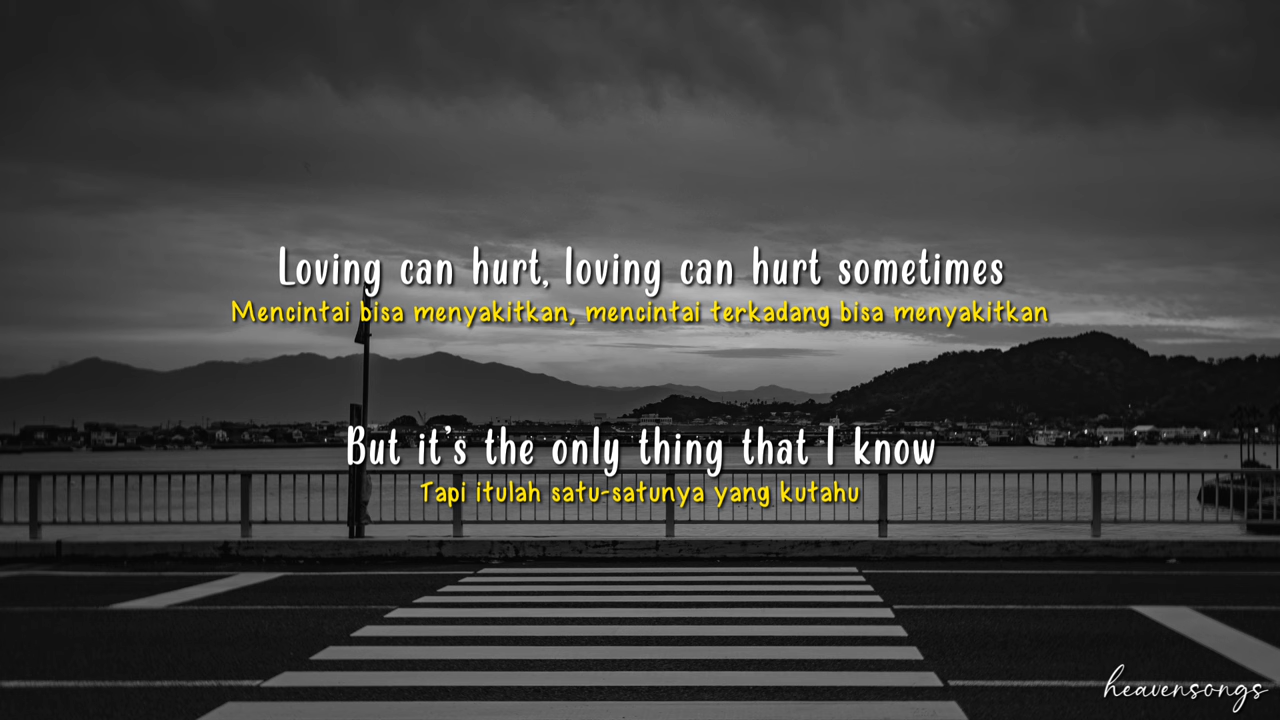 Loving can hurt, loving can hurt sometimes
Mencintai bisa menyakitkan, mencintai terkadang bisa menyakitkan
But it's the only thing that I know
Tapi itulah satu-satunya yang kutahu
heavensongs